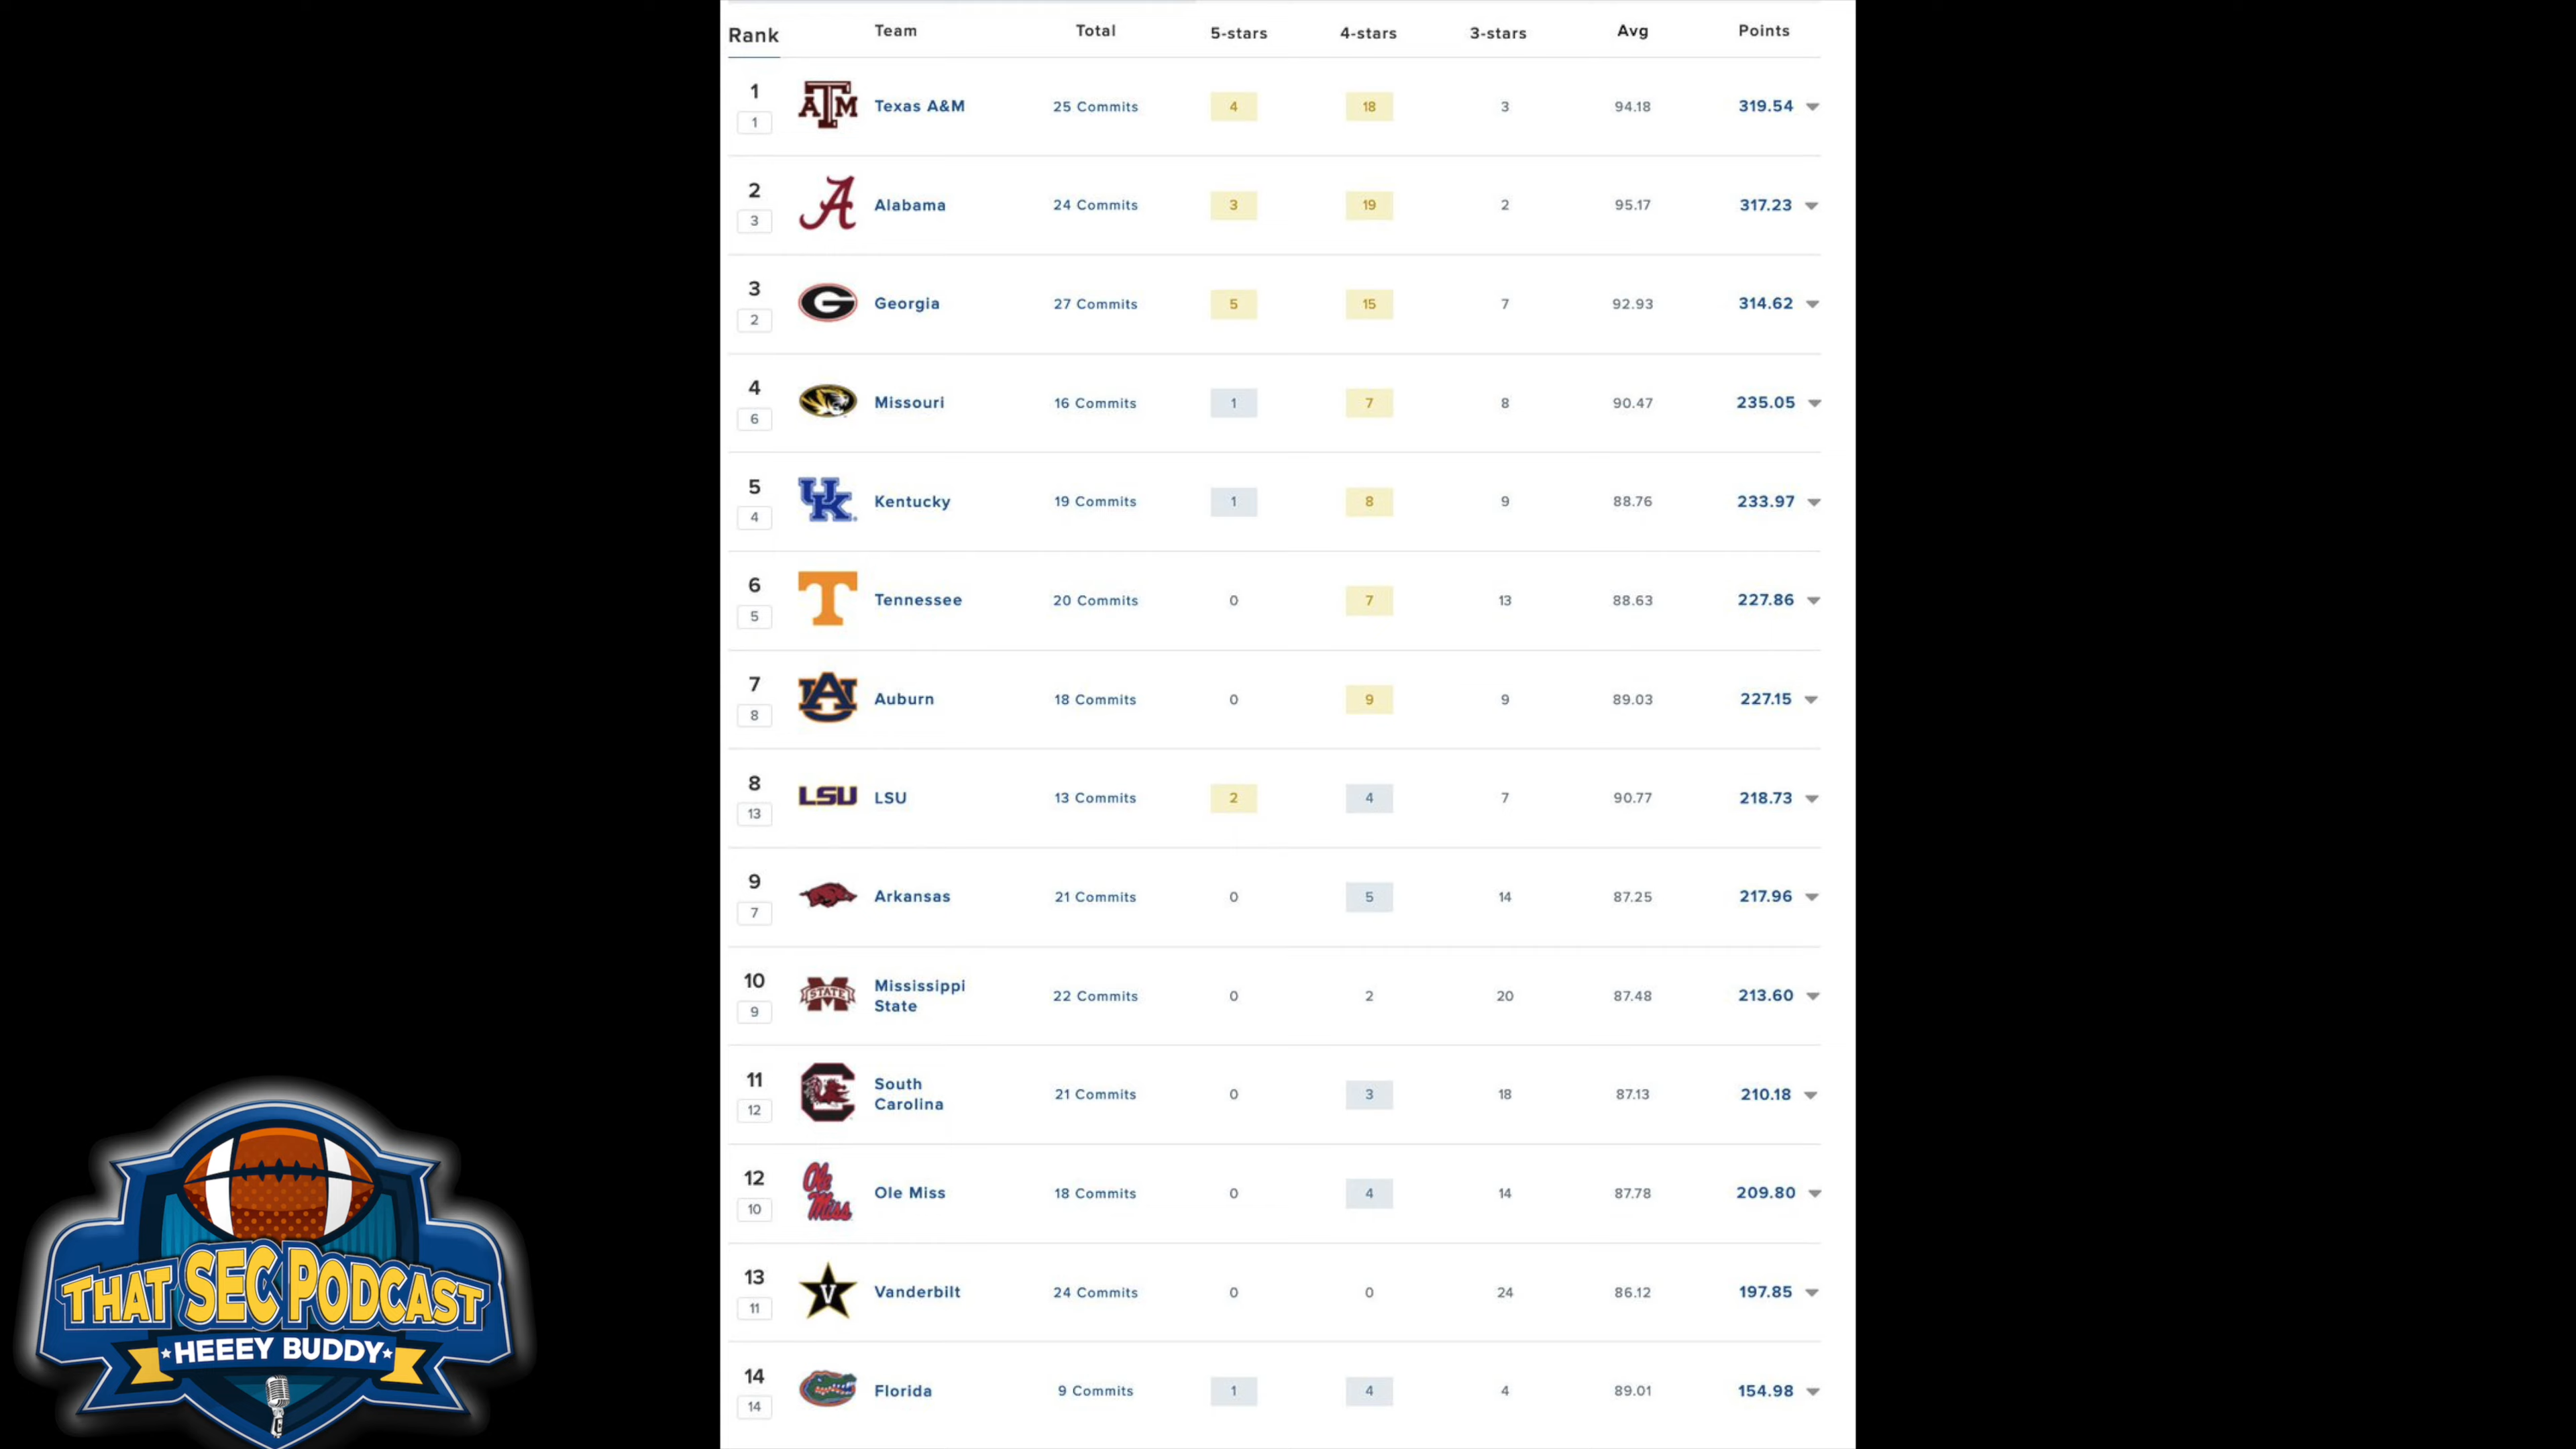 Rank Team Total 5-stars 4-stars 3-stars Avg Points
1 Texas A&M 25 Commits 4 18 3 94.18 319.54
1
2 Alabama 24 Commits 3 19 2 95.17 317.23
3
3 Georgia 27 Commits 5 15 7 92.93 314.62
2
4 Missouri 16 Commits 1 7 8 90.47 235.05
6
5 Kentucky 19 Commits 1 8 9 88.76 233.97
4
6 Tennessee 20 Commits 0 7 13 88.63 227.86
5
7 Auburn 18 Commits 0 9 9 89.03 227.15
8
8 LSU LSU 13 Commits 2 4 7 90.77 218.73
13
9 Arkansas 21 Commits 0 5 14 87.25 217.96
7
10 STATE Mississippi State 22 Commits 0 2 20 87.48 213.60
9
11 South Carolina 21 Commits 0 3 18 87.13 210.18
12
12 Ole Miss Ole Miss 18 Commits 0 4 14 87.78 209.80
10
13 V Vanderbilt 24 Commits 0 0 24 86.12 197.85
11
14 Florida 9 Commits 1 4 4 89.01 154.98
14
THAT SEC PODCAST
HEEEY BUDDY